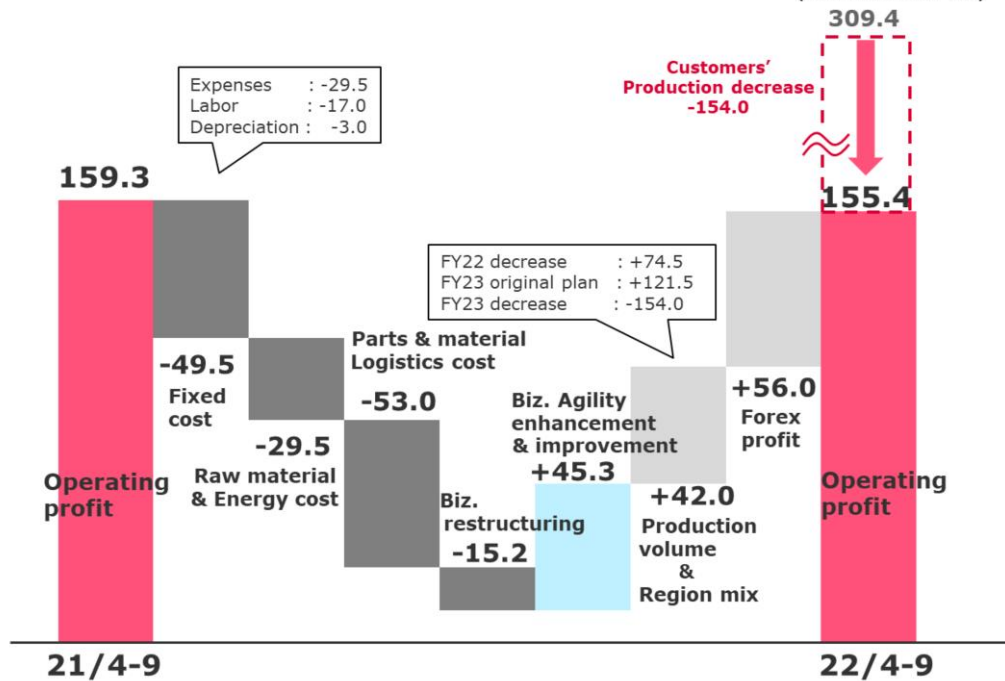 309.4
Customers'
Production decrease
-154.0
Expenses : -29.5
Labor : -17.0
Depreciation : -3.0
159.3
155.4
FY22 decrease : +74.5
FY23 original plan : +121.5
FY23 decrease : -154.0
Parts & material
Logistics cost
-49.5
Fixed
cost
-53.0
Biz. Agility
enhancement
& improvement
+45.3
+56.0
Forex
profit
-29.5
Raw material
& Energy cost
Operating
profit
Biz.
restructuring
-15.2
+42.0
Production
volume
&
Region mix
Operating
profit
21/4-9
22/4-9